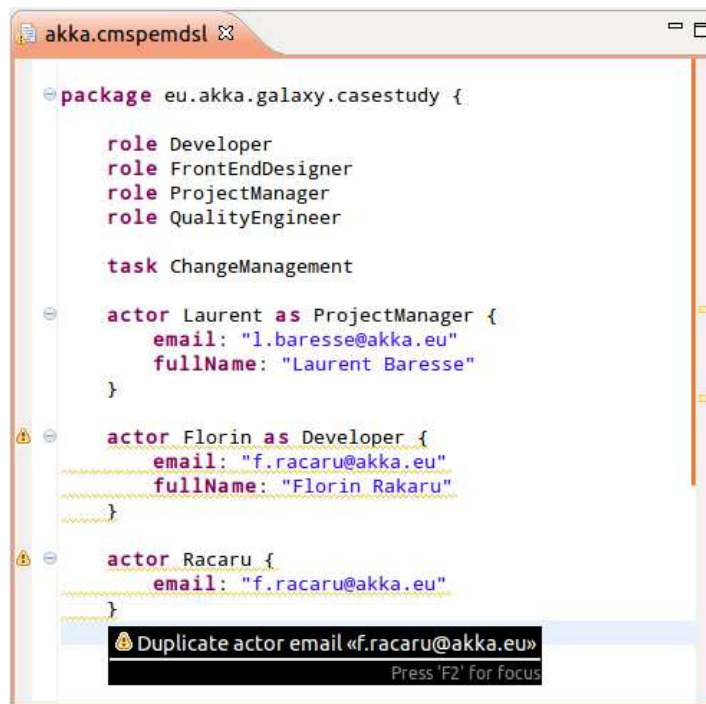 akka.cmspemdsl
package eu.akka.galaxy.casestudy {
role Developer
role FrontEndDesigner
role ProjectManager
role QualityEngineer
task ChangeManagement
actor Laurent as ProjectManager {
email: "l.baresse@akka.eu"
fullName: "Laurent Baresse"
}
actor Florin as Developer {
email: "f.racaru@akka.eu"
fullName: "Florin Rakaru"
}
actor Racaru {
email: "f.racaru@akka.eu"
}
Duplicate actor email «f.racaru@akka.eu»
Press 'F2' for focus